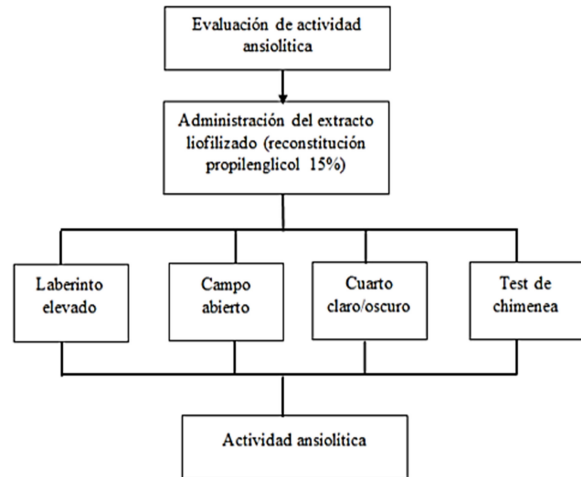 Evaluación de actividad
ansiolítica
Administración del extracto
liofilizado (reconstitución
propilenglicol 15%)
Laberinto
elevado
Campo
abierto
Cuarto
claro/oscuro
Test de
chimenea
Actividad ansiolítica